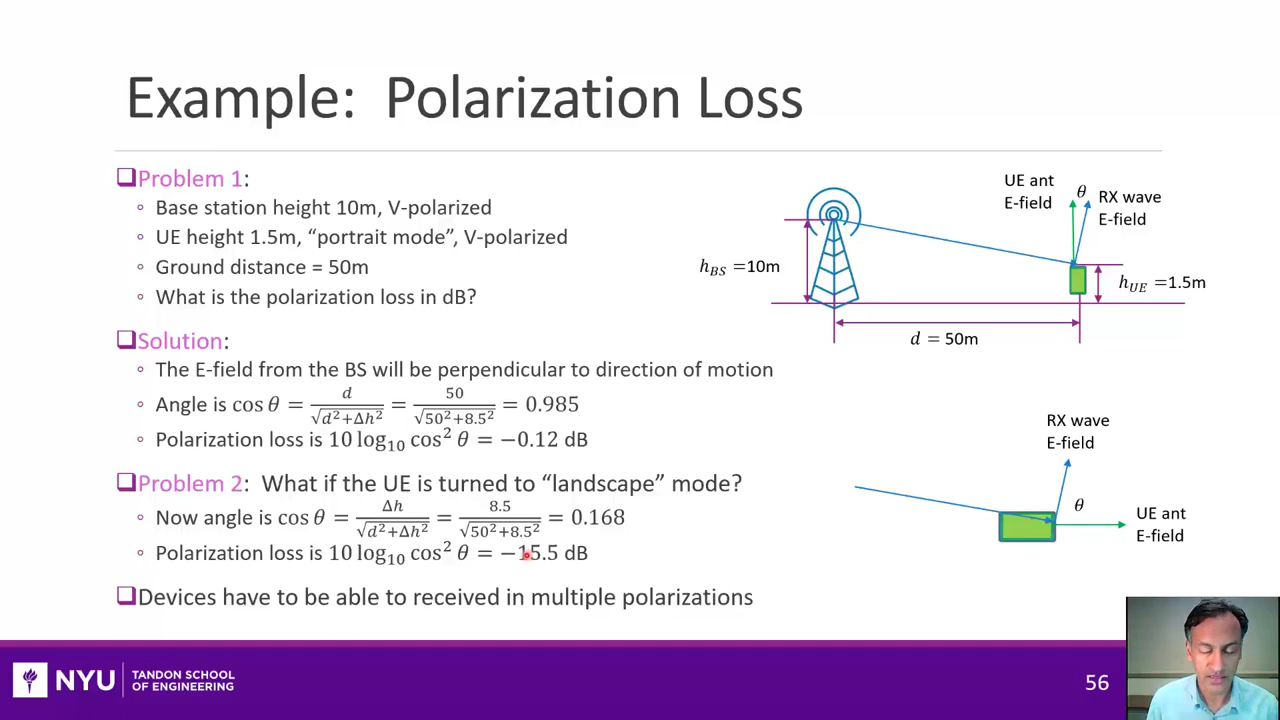 Example: Polarization Loss
❑Problem 1:
◦ Base station height 10m, V-polarized
◦ UE height 1.5m, “portrait mode”, V-polarized
◦ Ground distance = 50m
◦ What is the polarization loss in dB?
❑Solution:
◦ The E-field from the BS will be perpendicular to direction of motion
◦ Angle is cos θ = d/√(d²+Δh²) = 50/√(50²+8.5²) = 0.985
◦ Polarization loss is 10 log₁₀ cos² θ = −0.12 dB
❑Problem 2: What if the UE is turned to “landscape” mode?
◦ Now angle is cos θ = Δh/√(d²+Δh²) = 8.5/√(50²+8.5²) = 0.168
◦ Polarization loss is 10 log₁₀ cos² θ = −15.5 dB
❑Devices have to be able to received in multiple polarizations
UE ant
E-field
θ
RX wave
E-field
h_BS =10m
h_UE =1.5m
d = 50m
RX wave
E-field
θ
UE ant
E-field
NYU
TANDON SCHOOL
OF ENGINEERING
56